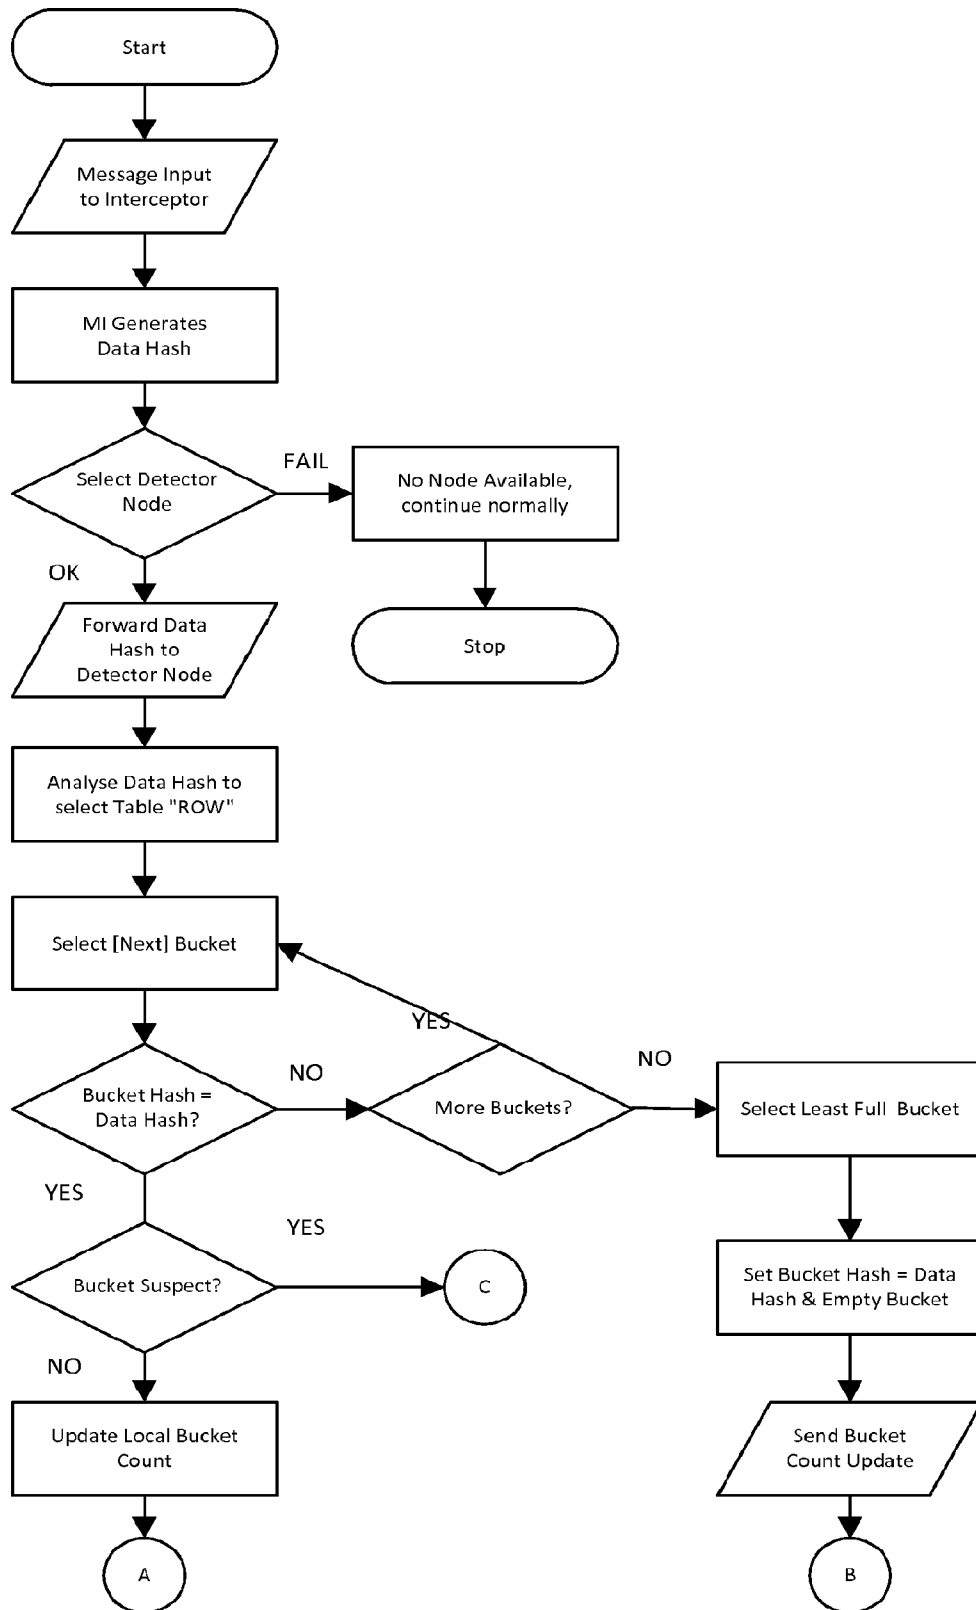 Start
Message Input
to Interceptor
MI Generates
Data Hash
Select Detector
Node
FAIL
No Node Available,
continue normally
OK
Stop
Forward Data
Hash to
Detector Node
Analyse Data Hash to
select Table "ROW"
Select [Next] Bucket
YES
Bucket Hash =
Data Hash?
NO
More Buckets?
NO
Select Least Full Bucket
YES
Bucket Suspect?
YES
C
Set Bucket Hash = Data
Hash & Empty Bucket
NO
Update Local Bucket
Count
Send Bucket
Count Update
A
B